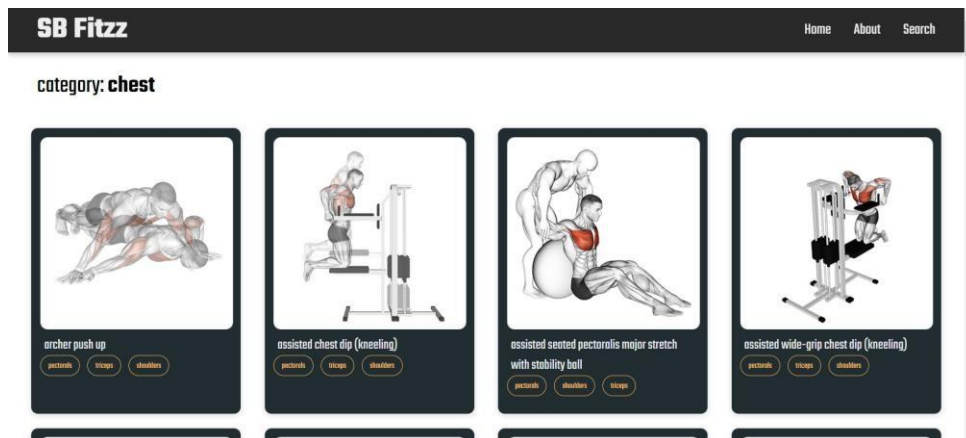 SB Fitzz
Home About Search
category: chest
archer push up
pectorals triceps shoulders
assisted chest dip (kneeling)
pectorals triceps shoulders
assisted seated pectoralis major stretch
with stability ball
pectorals shoulders triceps
assisted wide-grip chest dip (kneeling)
pectorals triceps shoulders